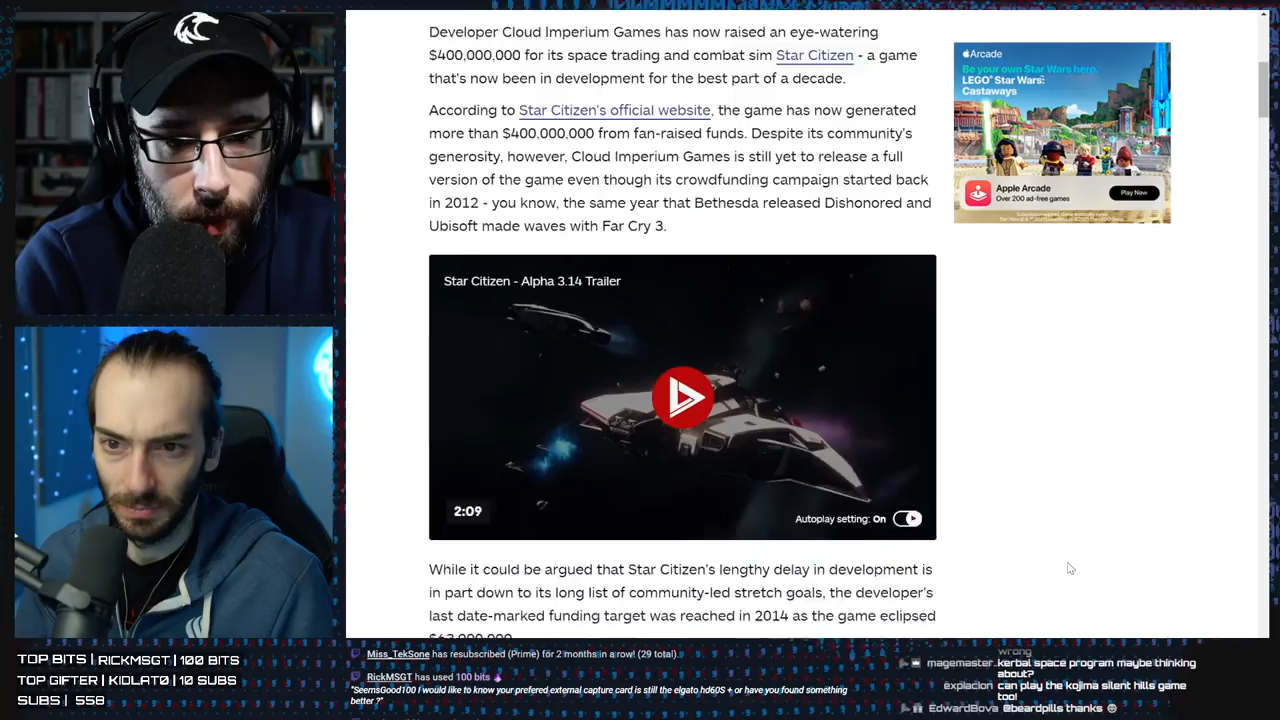 Developer Cloud Imperium Games has now raised an eye-watering
$400,000,000 for its space trading and combat sim Star Citizen - a game
that's now been in development for the best part of a decade.
According to Star Citizen's official website, the game has now generated
more than $400,000,000 from fan-raised funds. Despite its community's
generosity, however, Cloud Imperium Games is still yet to release a full
version of the game even though its crowdfunding campaign started back
in 2012 - you know, the same year that Bethesda released Dishonored and
Ubisoft made waves with Far Cry 3.
Star Citizen - Alpha 3.14 Trailer
2:09
Autoplay setting: On
While it could be argued that Star Citizen's lengthy delay in development is
in part down to its long list of community-led stretch goals, the developer's
last date-marked funding target was reached in 2014 as the game eclipsed
Arcade
Be your own Star Wars hero.
LEGO Star Wars:
Castaways
Apple Arcade
Over 200 ad-free games
Play Now
TOP BITS | RICKMSGT | 100 BITS
TOP GIFTER | KIDLAT0 | 10 SUBS
SUBS | 558
Miss_TekSone has resubscribed (Prime) for 2 months in a row! (29 total).
RickMSGT has used 100 bits
"SeemsGood100 I would like to know your prefered external capture card is still the elgato hd60S + or have you found something
better ?"
wrong
magemaster: kerbal space program maybe thinking
about?
explacion: can play the kojima silent hills game
too!
EdwardBova @beardpills thanks